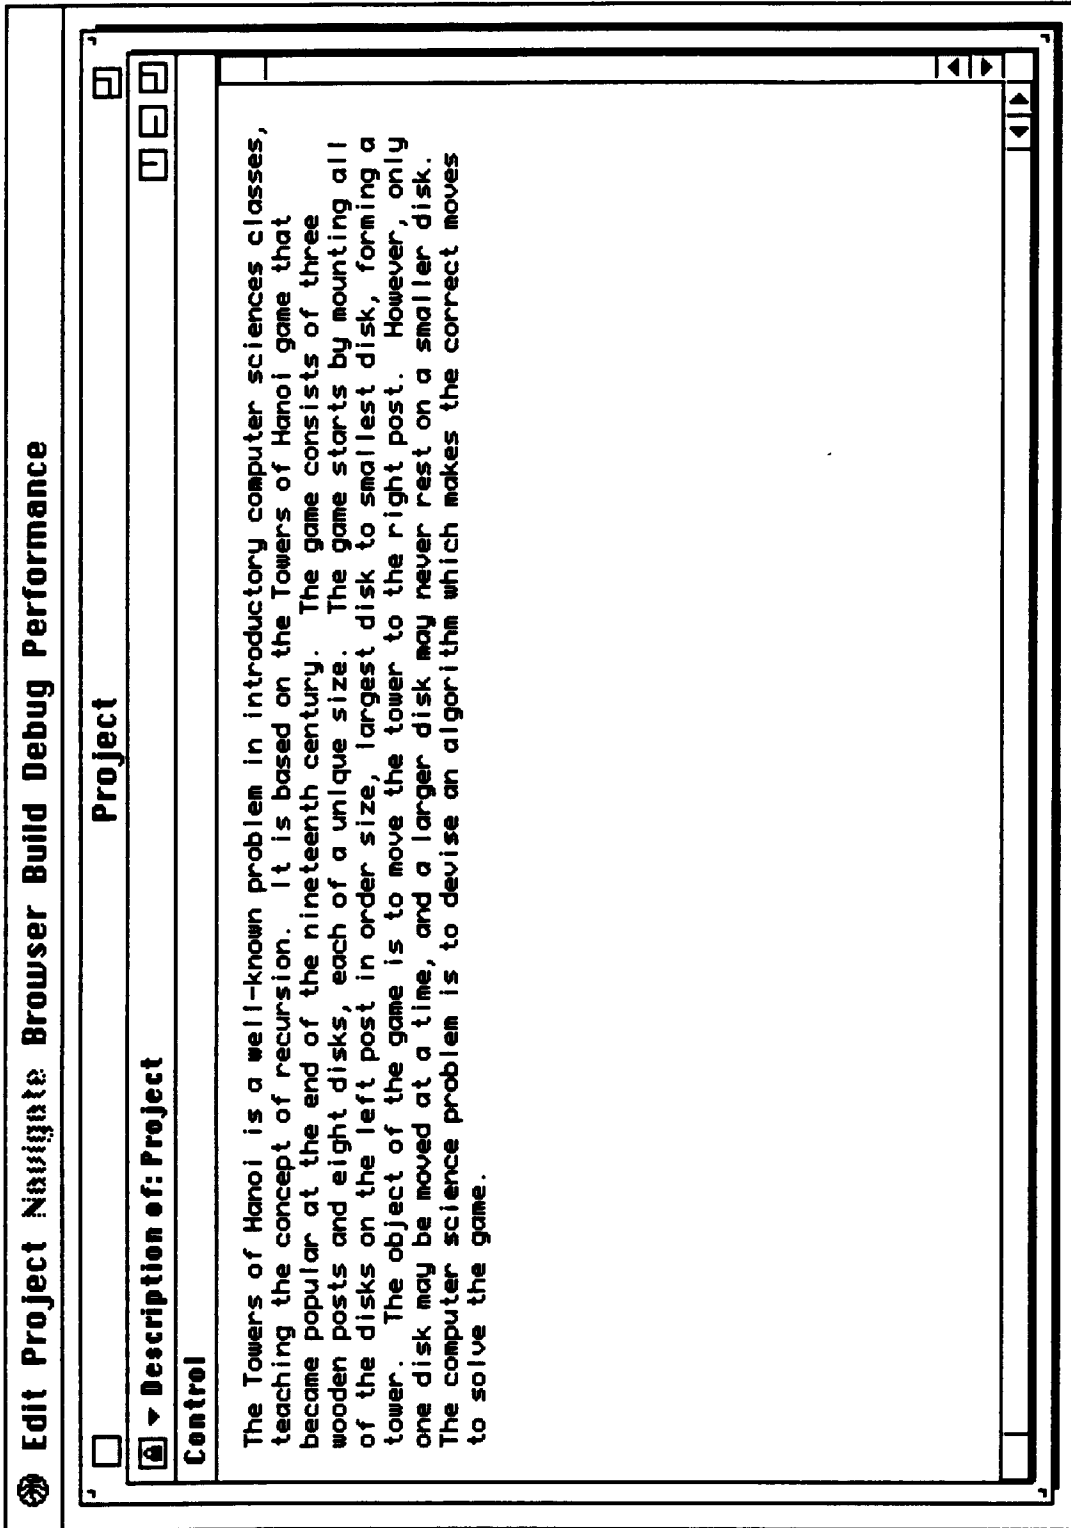 Edit Project Navigate Browser Build Debug Performance
Project
Description of: Project
Control
The Towers of Hanoi is a well-known problem in introductory computer sciences classes,
teaching the concept of recursion.  It is based on the Towers of Hanoi game that
became popular at the end of the nineteenth century.  The game consists of three
wooden posts and eight disks, each of a unique size.  The game starts by mounting all
of the disks on the left post in order size, largest disk to smallest disk, forming a
tower.  The object of the game is to move the tower to the right post.  However, only
one disk may be moved at a time, and a larger disk may never rest on a smaller disk.
The computer science problem is to devise an algorithm which makes the correct moves
to solve the game.